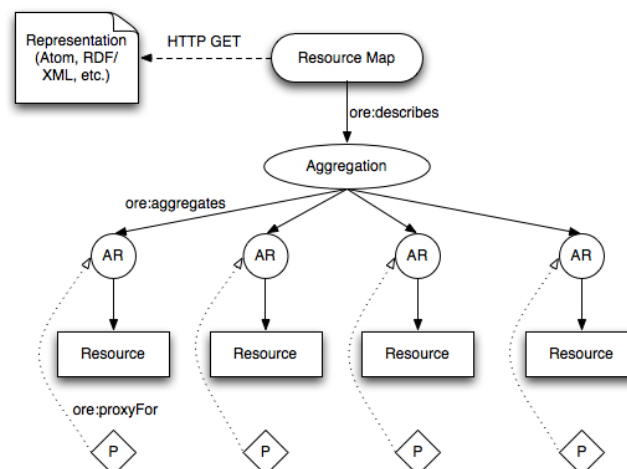 Representation
(Atom, RDF/
XML, etc.)
HTTP GET
Resource Map
ore:describes
Aggregation
ore:aggregates
AR
AR
AR
AR
Resource
Resource
Resource
Resource
ore:proxyFor
P
P
P
P